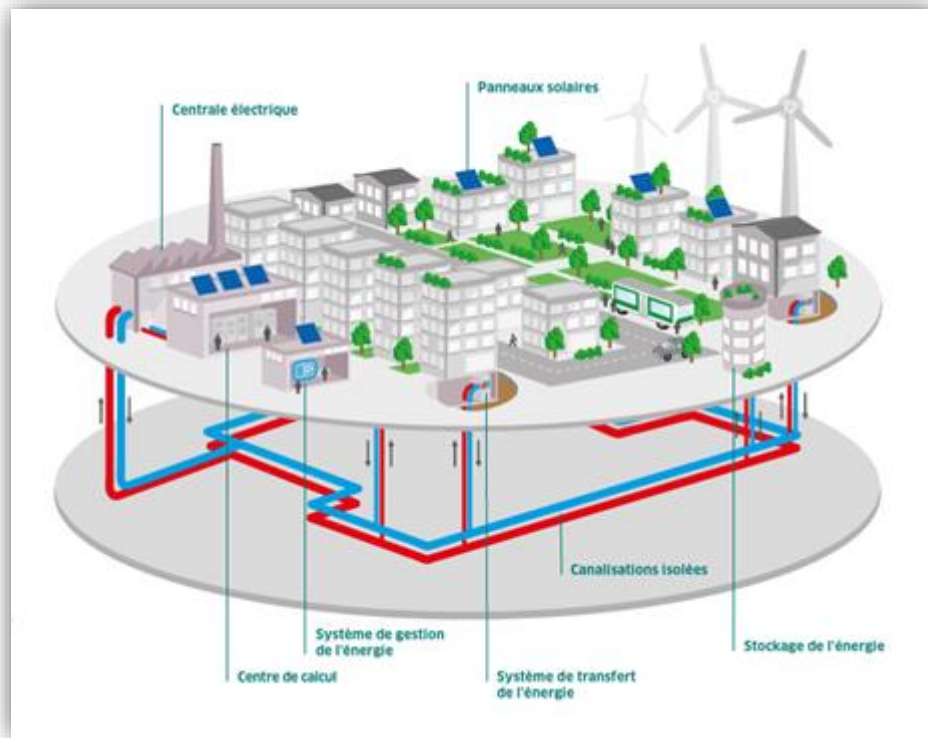 Panneaux solaires
Centrale électrique
Canalisations isolées
Système de gestion
de l'énergie
Stockage de l'énergie
Centre de calcul
Système de transfert
de l'énergie